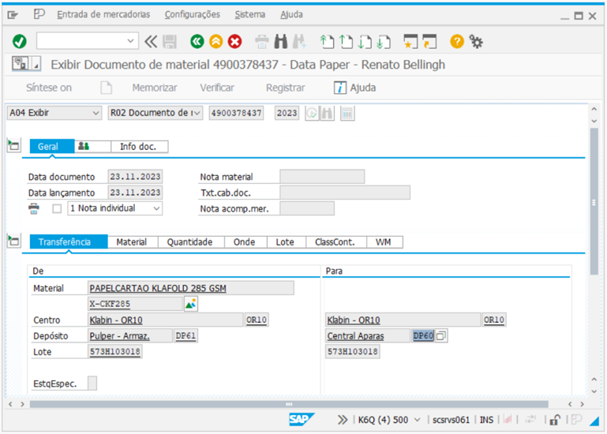 Entrada de mercadorias Configurações Sistema Ajuda
Exibir Documento de material 4900378437 - Data Paper - Renato Bellingh
Síntese on Memorizar Verificar Registrar Ajuda
A04 Exibir R02 Documento de r 4900378437 2023
Geral Info doc.
Data documento 23.11.2023 Nota material
Data lançamento 23.11.2023 Txt.cab.doc.
1 Nota individual Nota acomp.mer.
Transferência Material Quantidade Onde Lote ClassCont. WM
De Para
Material PAPELCARTAO KLAFOLD 285 GSM
X-CKF285
Centro Klabin - OR10 OR10 Klabin - OR10 OR10
Depósito Pulper - Armaz. DP61 Central Aparas DP60
Lote 573H103018 573H103018
EstqEspec.
SAP K6Q (4) 500 scsrvs061 INS